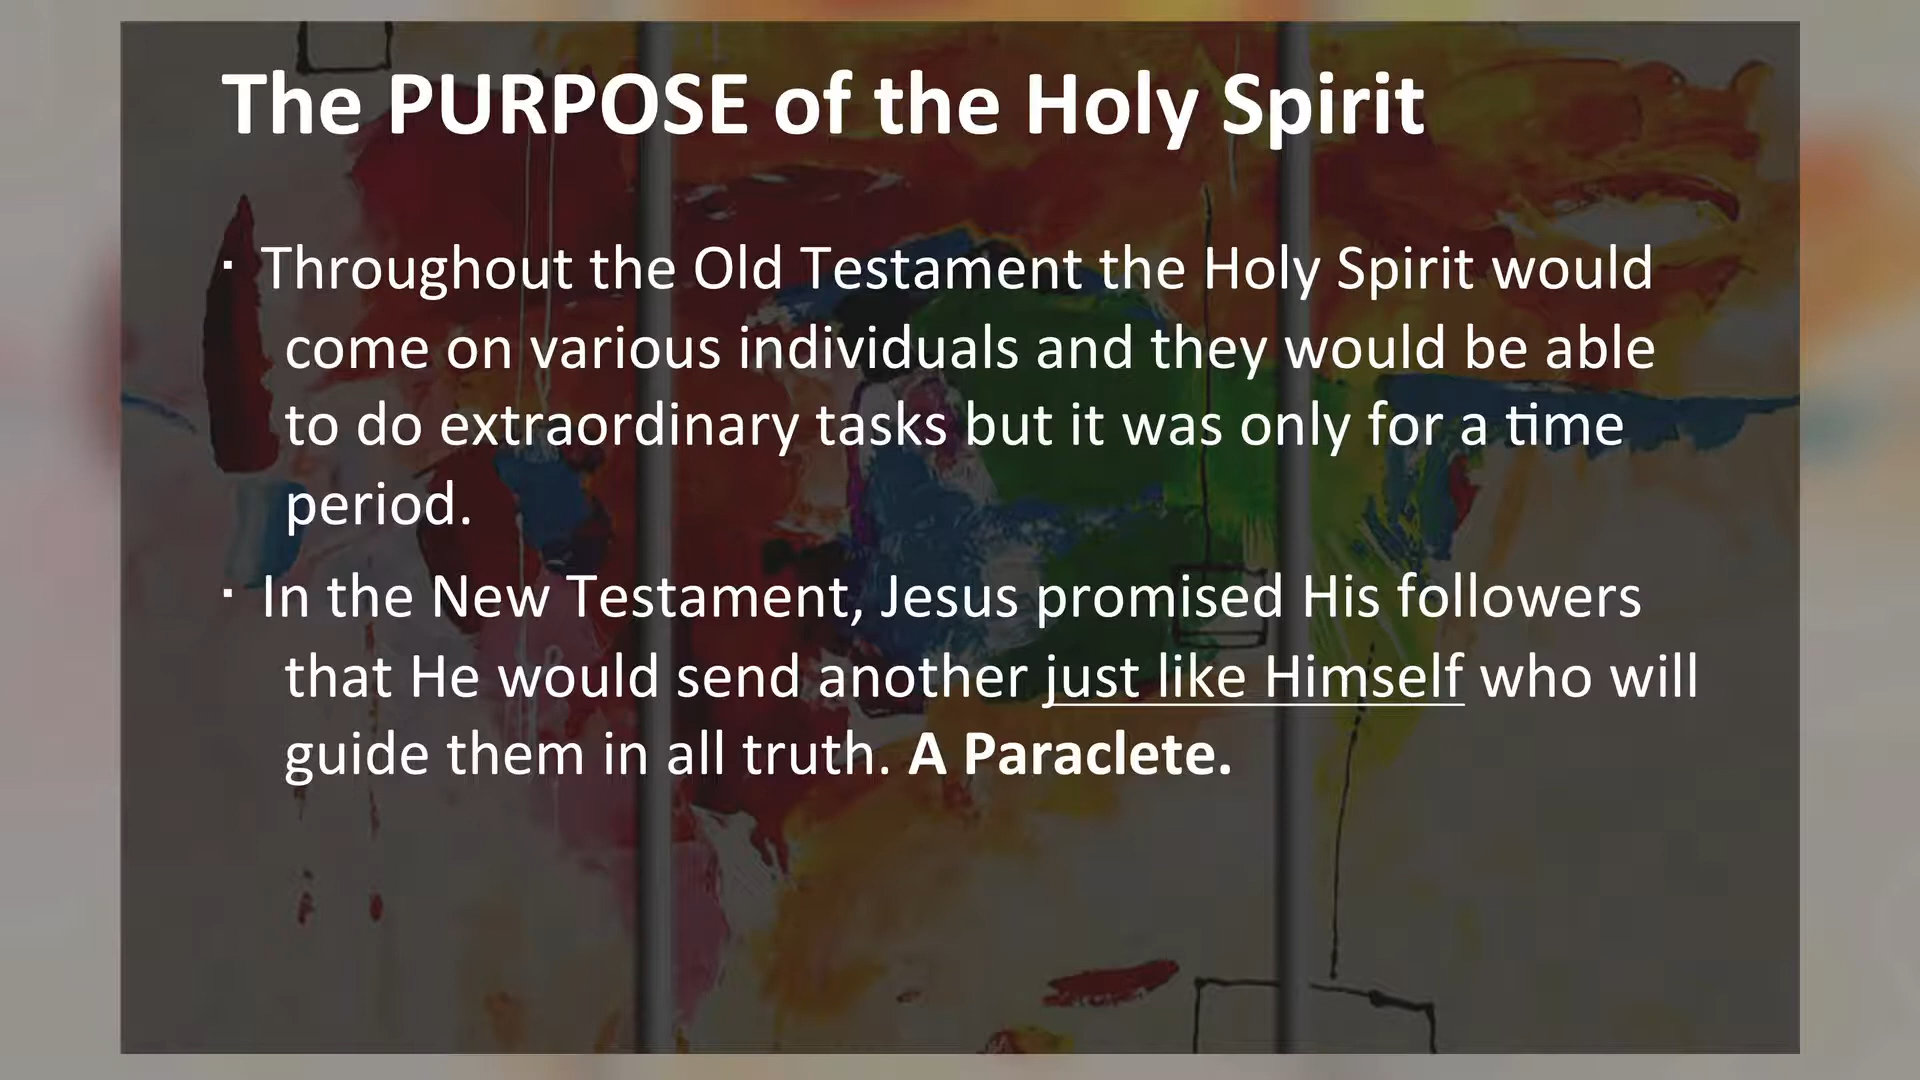 The PURPOSE of the Holy Spirit
· Throughout the Old Testament the Holy Spirit would
come on various individuals and they would be able
to do extraordinary tasks but it was only for a time
period.
· In the New Testament, Jesus promised His followers
that He would send another just like Himself who will
guide them in all truth. A Paraclete.